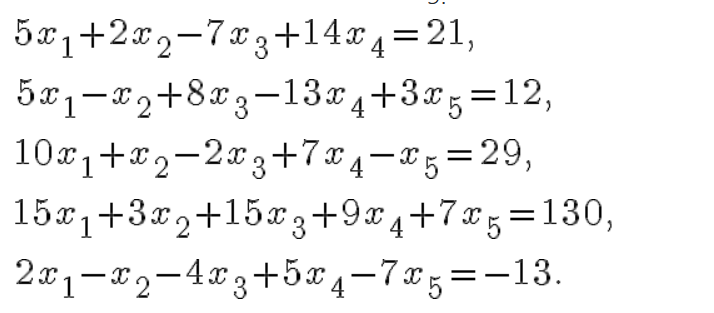 5x₁+2x₂−7x₃+14x₄=21,
5x₁−x₂+8x₃−13x₄+3x₅=12,
10x₁+x₂−2x₃+7x₄−x₅=29,
15x₁+3x₂+15x₃+9x₄+7x₅=130,
2x₁−x₂−4x₃+5x₄−7x₅=−13.